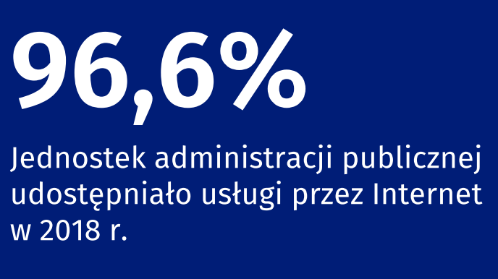 96,6%
Jednostek administracji publicznej
udostępniało usługi przez Internet
w 2018 r.